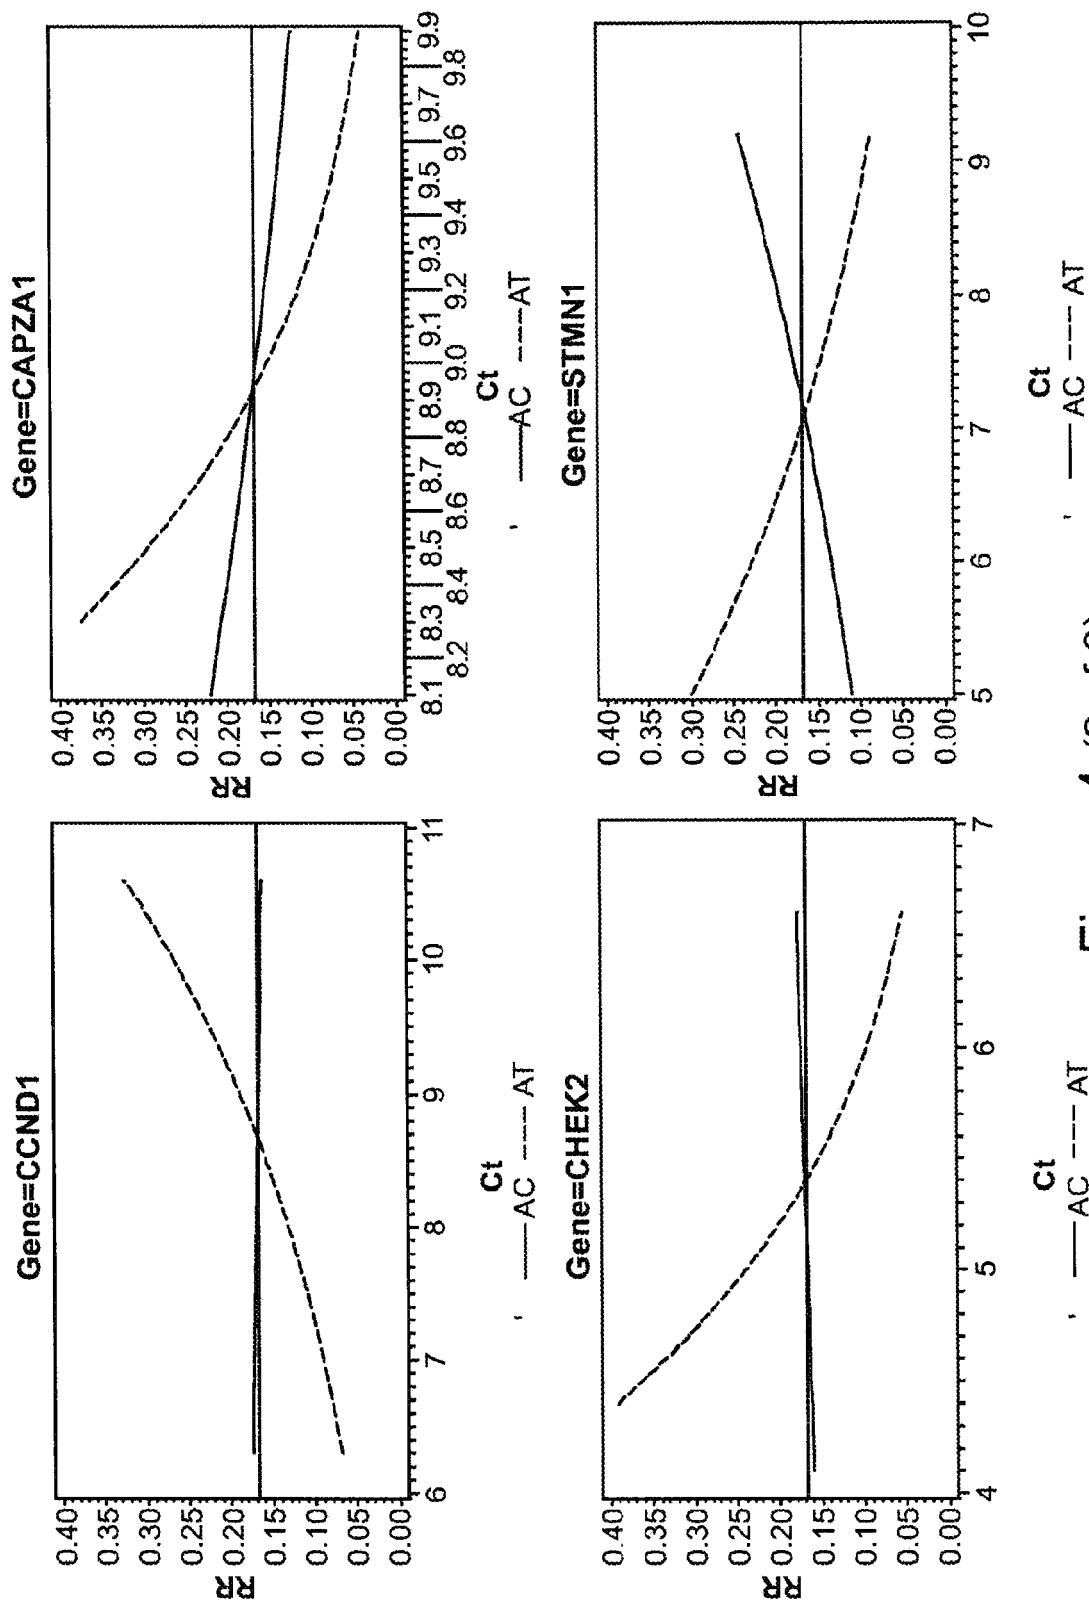 Gene=CCND1
RR
0.40
0.35
0.30
0.25
0.20
0.15
0.10
0.05
0.00
6 7 8 9 10 11
Ct
, —— AC ---- AT
Gene=CAPZA1
RR
0.40
0.35
0.30
0.25
0.20
0.15
0.10
0.05
0.00
8.1 | 8.3 | 8.5 | 8.7 | 8.9 | 9.1 | 9.3 | 9.5 | 9.7 | 9.9
8.2 8.4 8.6 8.8 9.0 9.2 9.4 9.6 9.8
Ct
, —— AC ---- AT
Gene=CHEK2
RR
0.40
0.35
0.30
0.25
0.20
0.15
0.10
0.05
0.00
4 5 6 7
Ct
, —— AC ---- AT
Gene=STMN1
RR
0.40
0.35
0.30
0.25
0.20
0.15
0.10
0.05
0.00
5 6 7 8 9 10
Ct
, —— AC ---- AT